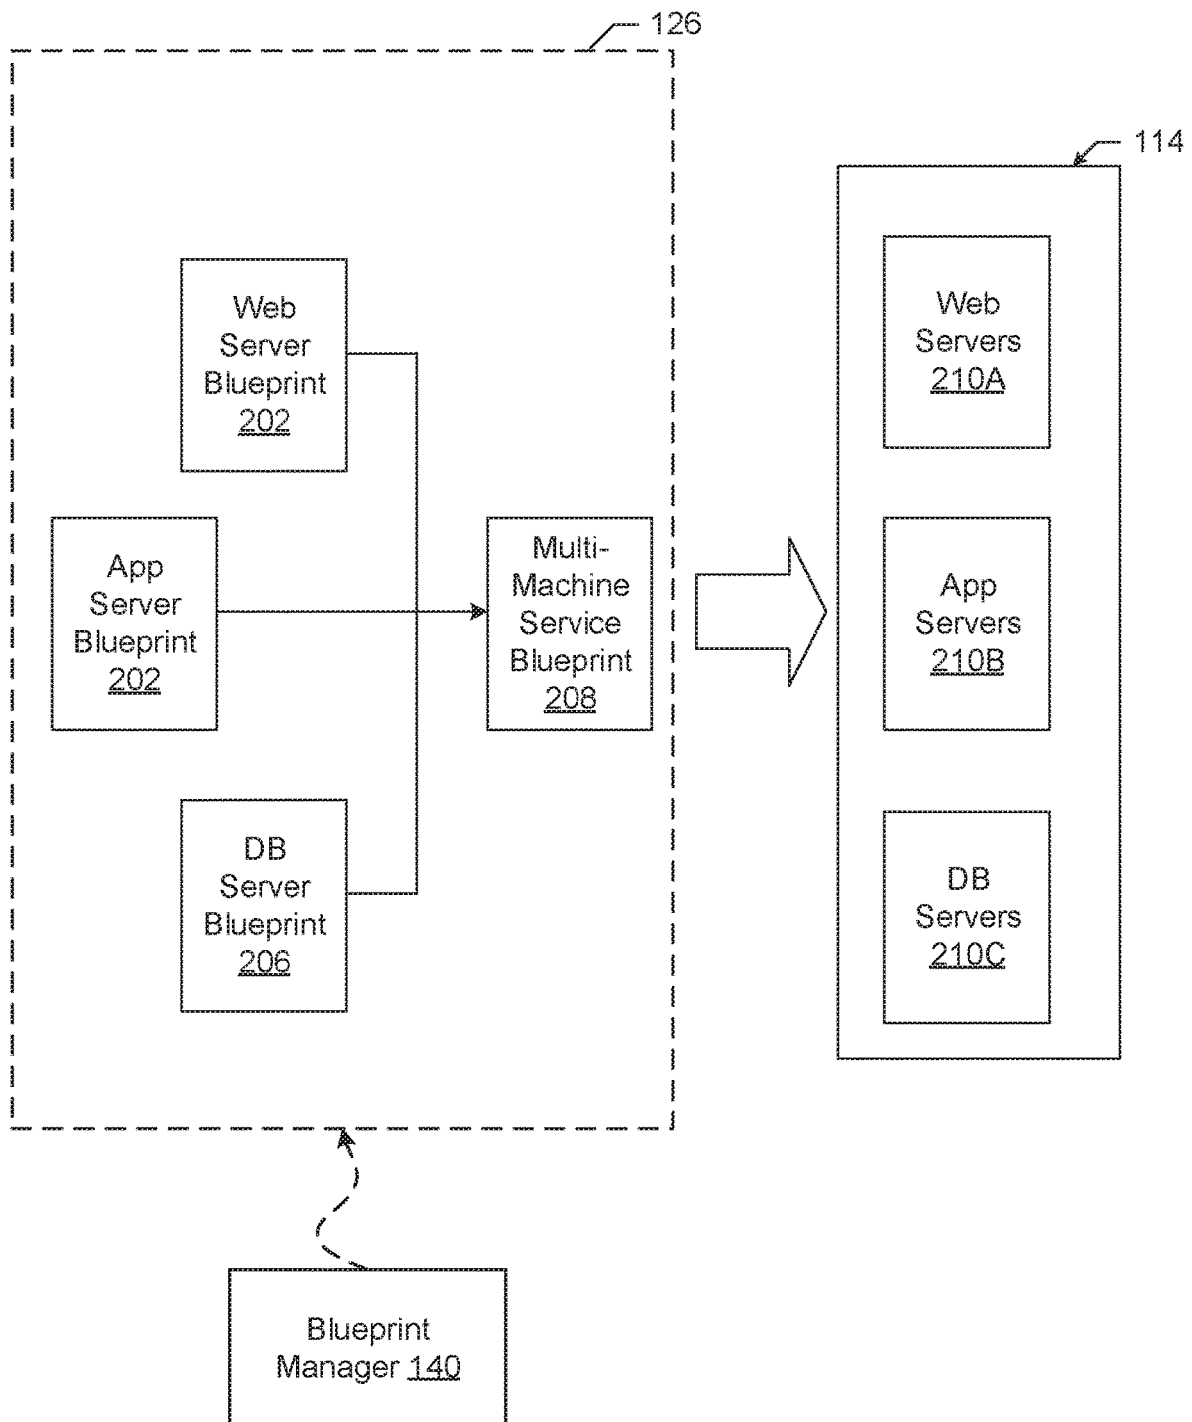 126
114
Web
Server
Blueprint
202
App
Server
Blueprint
202
DB
Server
Blueprint
206
Multi-
Machine
Service
Blueprint
208
Web
Servers
210A
App
Servers
210B
DB
Servers
210C
Blueprint
Manager 140